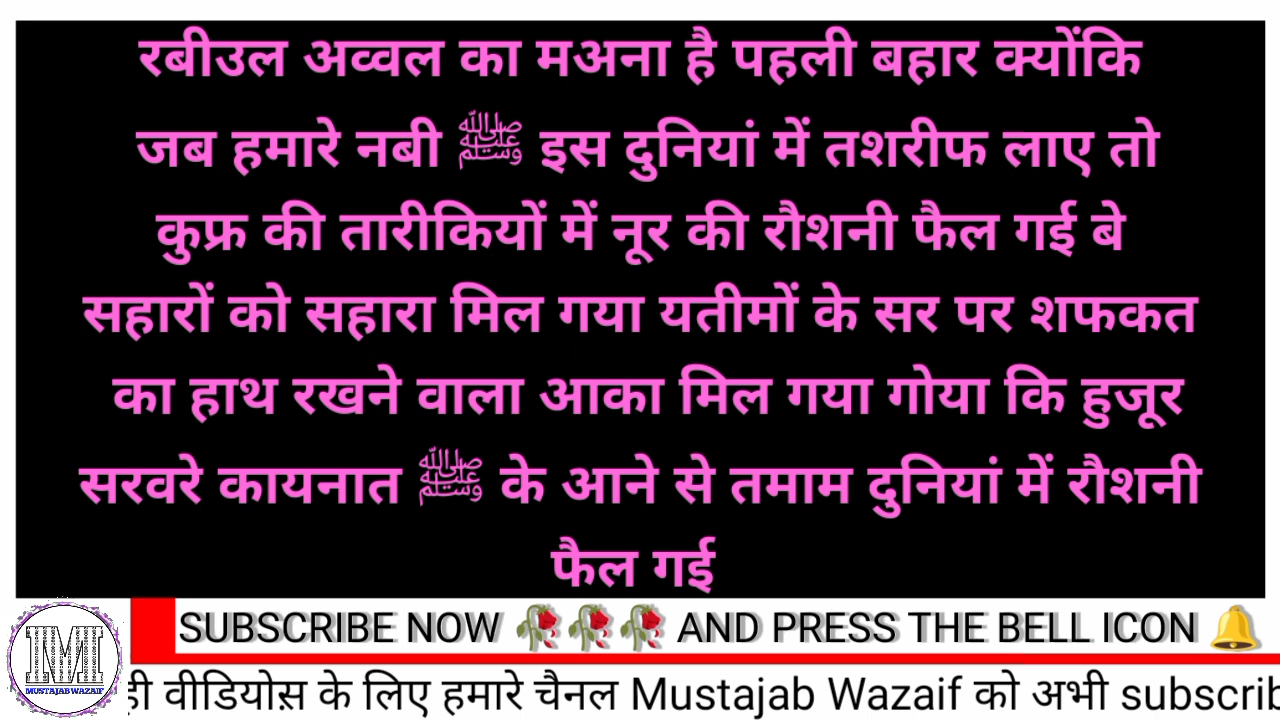 रबीउल अव्वल का मअना है पहली बहार क्योंकि
जब हमारे नबी ﷺ इस दुनियां में तशरीफ लाए तो
कुफ्र की तारीकियों में नूर की रौशनी फैल गई बे
सहारों को सहारा मिल गया यतीमों के सर पर शफकत
का हाथ रखने वाला आका मिल गया गोया कि हुजूर
सरवरे कायनात ﷺ के आने से तमाम दुनियां में रौशनी
फैल गई
SUBSCRIBE NOW 🥀🥀🥀 AND PRESS THE BELL ICON 🔔
MUSTAJAB WAZAIF
वीडियोस़ के लिए हमारे चैनल Mustajab Wazaif को अभी subscrib